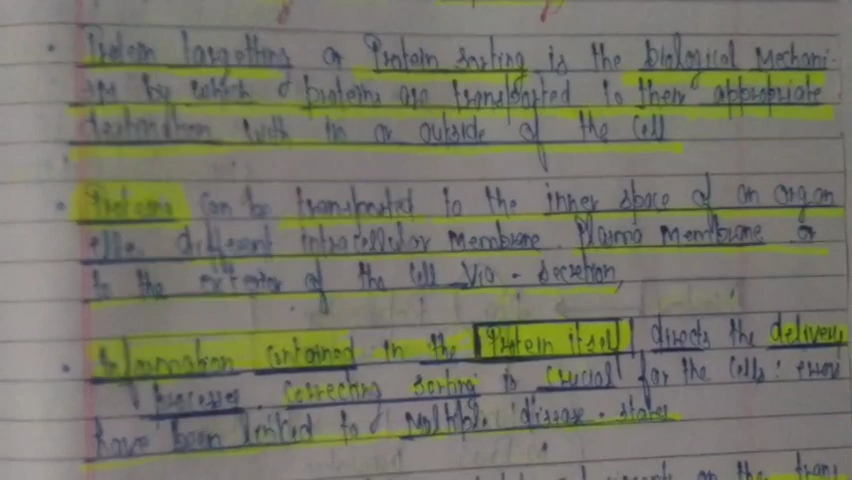 • Protein targetting or Protein sorting is the biological Mechani-
sm by which proteins are transported to their appropriate
destination with in or outside of the Cell
• Proteins can be transported to the inner space of an organ
elle. different intracellular Membrane. Plasma membrane or
to the exterior of the Cell Via - secretion,
• Information contained in the Protein itself directs the delivery
Processes. Correcting sorting is crucial for the Cells: errors
have been linked to Multiple disease. states
on the trans